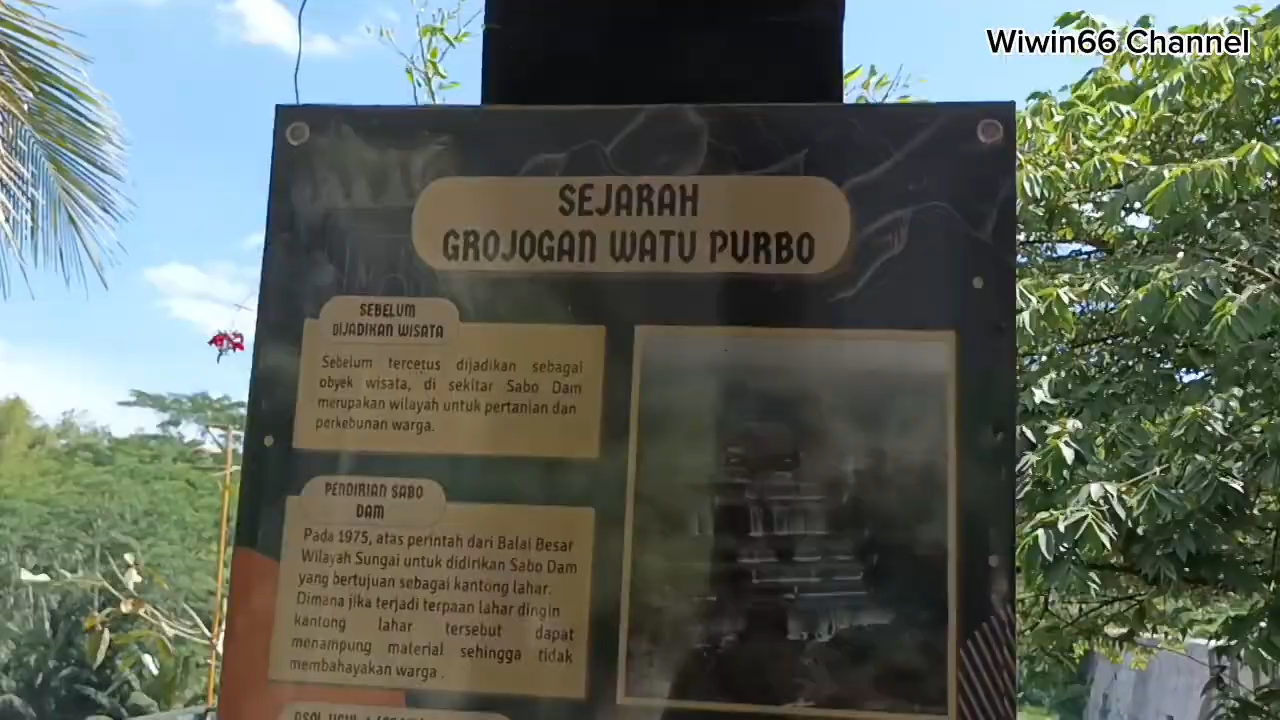 Wiwin66 Channel
SEJARAH
GROJOGAN WATU PURBO
SEBELUM
DIJADIKAN WISATA
Sebelum tercetus dijadikan sebagai
obyek wisata, di sekitar Sabo Dam
merupakan wilayah untuk pertanian dan
perkebunan warga.
PENDIRIAN SABO
DAM
Pada 1975, atas perintah dari Balai Besar
Wilayah Sungai untuk didirikan Sabo Dam
yang bertujuan sebagai kantong lahar.
Dimana jika terjadi terpaan lahar dingin
kantong lahar tersebut dapat
menampung material sehingga tidak
membahayakan warga .